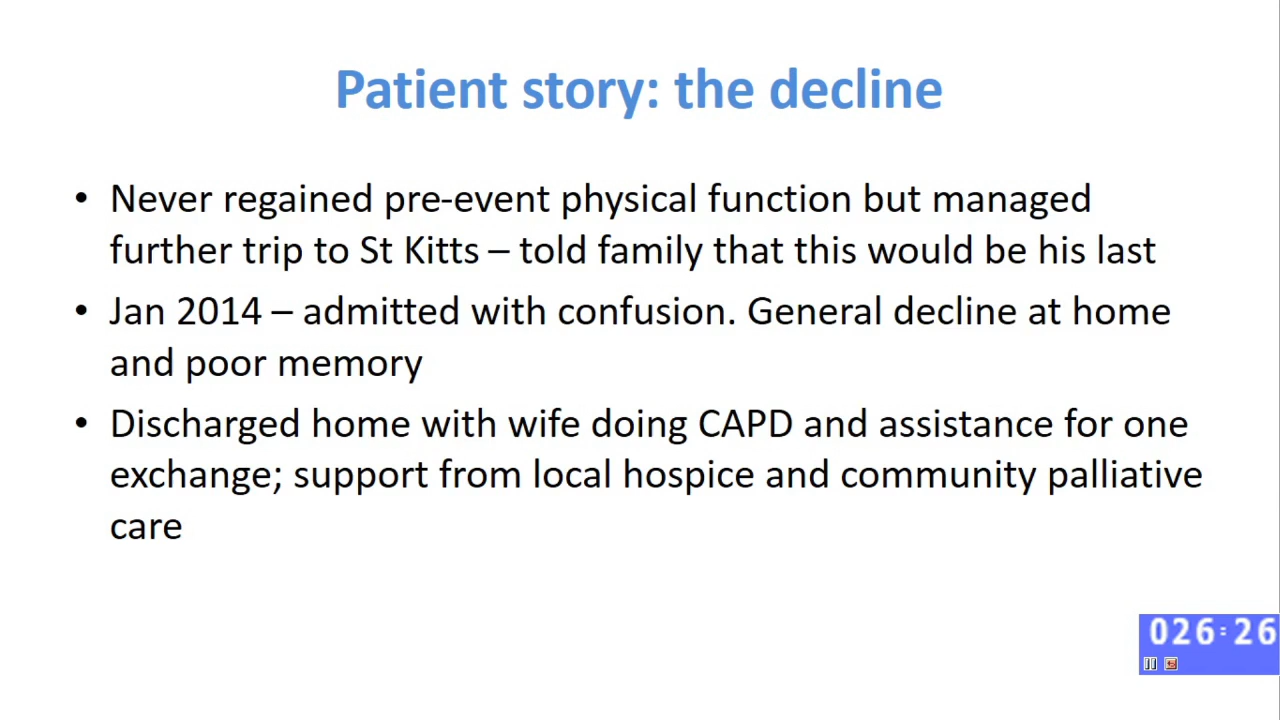 Patient story: the decline
• Never regained pre-event physical function but managed
further trip to St Kitts – told family that this would be his last
• Jan 2014 – admitted with confusion. General decline at home
and poor memory
• Discharged home with wife doing CAPD and assistance for one
exchange; support from local hospice and community palliative
care
026:26